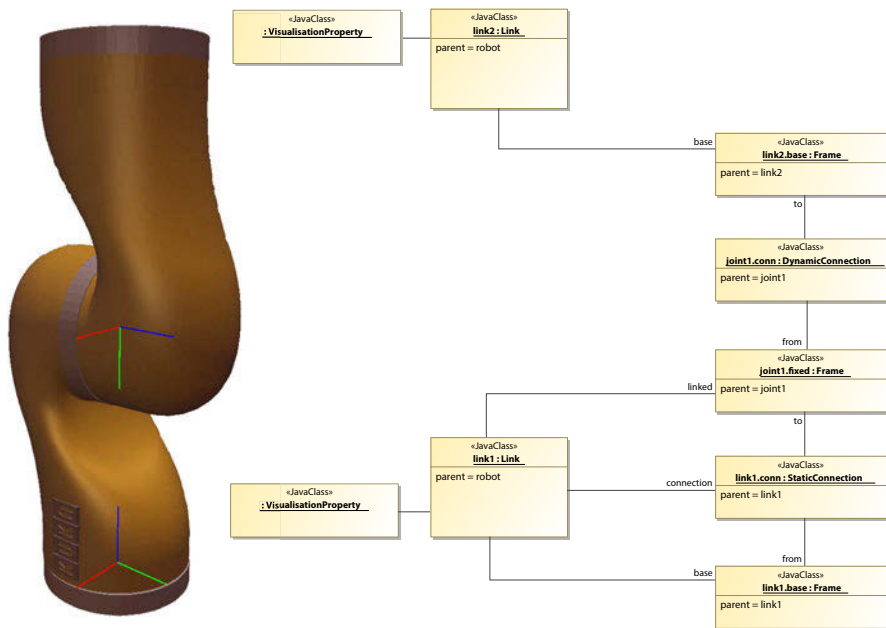 «JavaClass»
: VisualisationProperty
«JavaClass»
link2 : Link
parent = robot
base
«JavaClass»
link2.base : Frame
parent = link2
to
«JavaClass»
joint1.conn : DynamicConnection
parent = joint1
from
«JavaClass»
joint1.fixed : Frame
parent = joint1
linked
to
«JavaClass»
link1 : Link
parent = robot
«JavaClass»
link1.conn : StaticConnection
parent = link1
connection
«JavaClass»
: VisualisationProperty
from
base
«JavaClass»
link1.base : Frame
parent = link1
KUKA